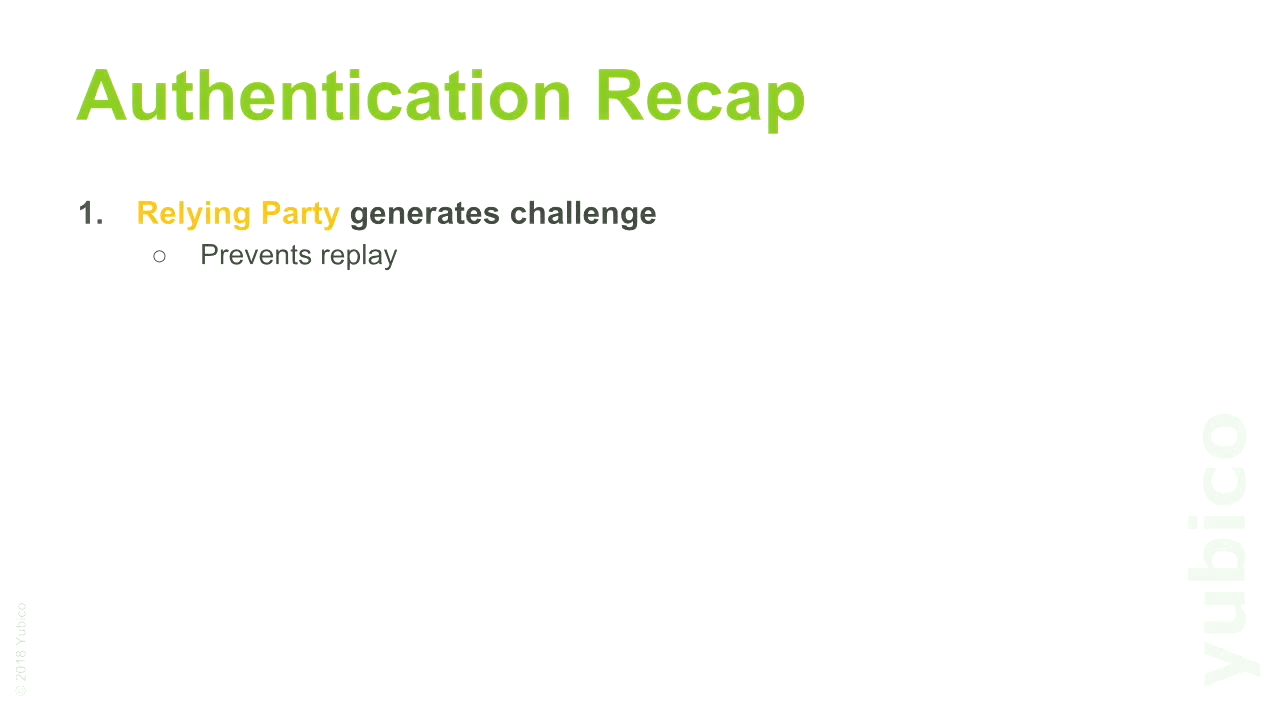 Authentication Recap
1. Relying Party generates challenge
○ Prevents replay
yubico
© 2018 Yubico